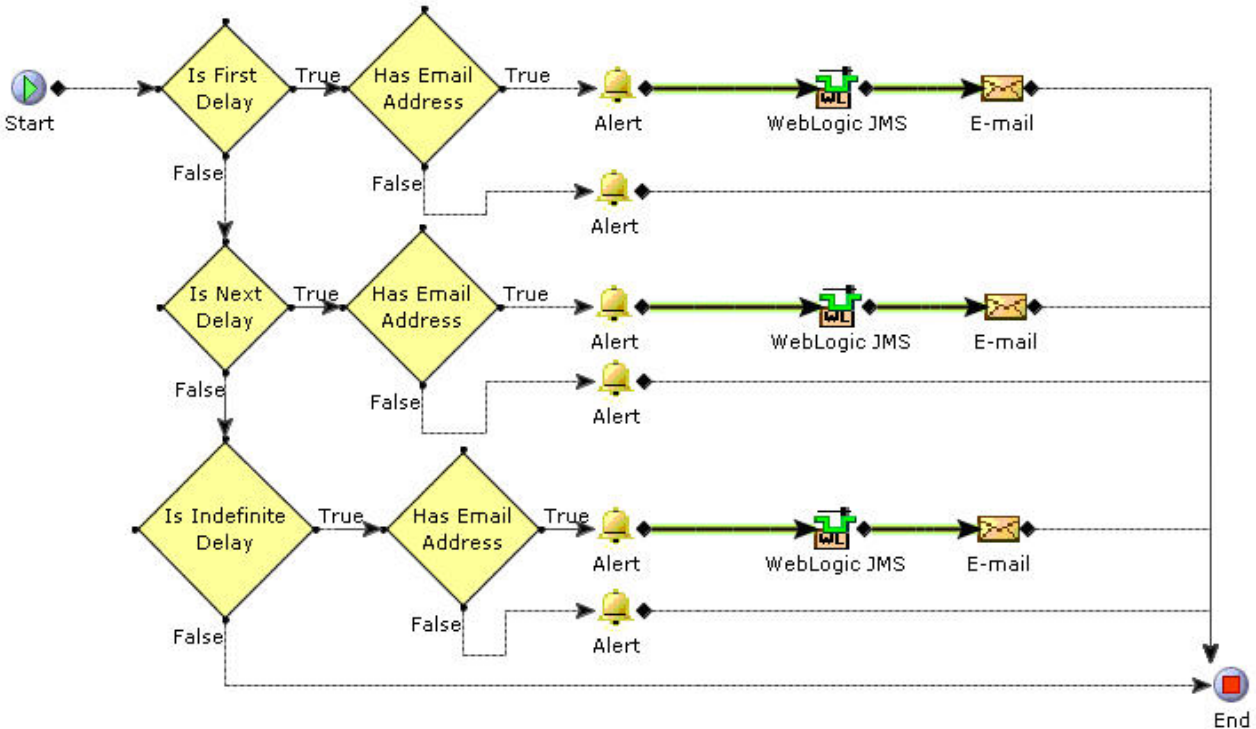 Is First
Delay
True
Has Email
Address
True
Start
Alert
WebLogic JMS
E-mail
False
False
Alert
Is Next
Delay
True
Has Email
Address
True
Alert
WebLogic JMS
E-mail
False
False
Alert
Is Indefinite
Delay
True
Has Email
Address
True
WL
Alert
WebLogic JMS
E-mail
False
False
Alert
End